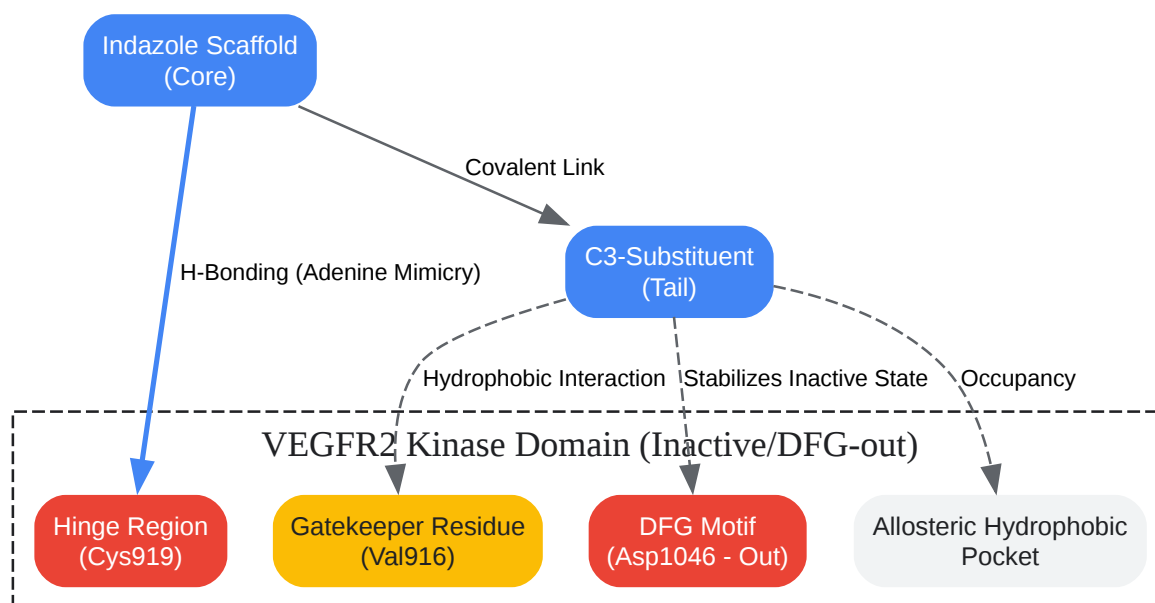 Indazole Scaffold
(Core)
Covalent Link
C3-Substituent
(Tail)
H-Bonding (Adenine Mimicry)
Hydrophobic Interaction
Stabilizes Inactive State
Occupancy
VEGFR2 Kinase Domain (Inactive/DFG-out)
Hinge Region
(Cys919)
Gatekeeper Residue
(Val916)
DFG Motif
(Asp1046 - Out)
Allosteric Hydrophobic
Pocket